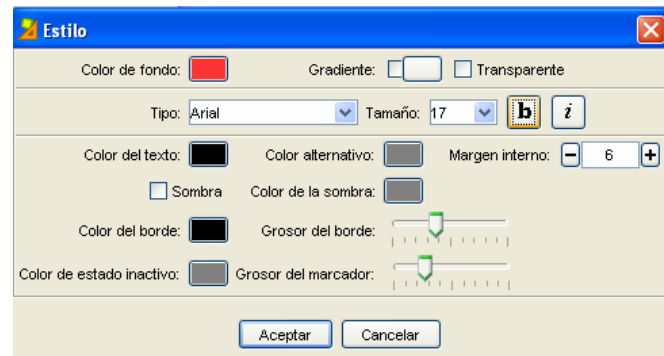 Estilo
Color de fondo: Gradiente: Transparente
Tipo: Arial Tamaño: 17 b i
Color del texto: Color alternativo: Margen interno: 6
Sombra Color de la sombra:
Color del borde: Grosor del borde:
Color de estado inactivo: Grosor del marcador:
Aceptar Cancelar